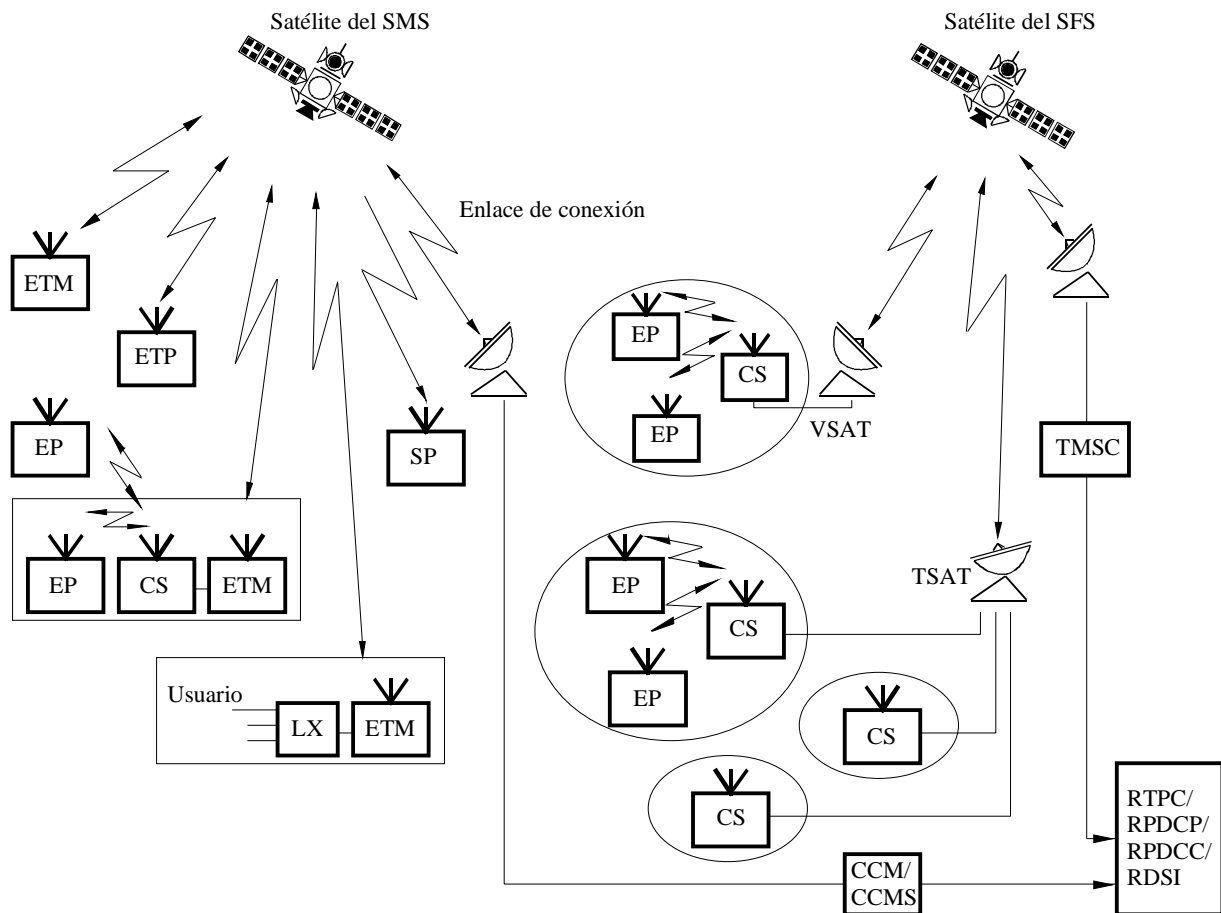 Satélite del SMS
Satélite del SFS
Enlace de conexión
ETM
ETP
EP
SP
EP
CS
EP
VSAT
TMSC
EP
CS
ETM
EP
CS
EP
TSAT
Usuario
LX
ETM
CS
CS
CCM/
CCMS
RTPC/
RPDCP/
RPDCC/
RDSI